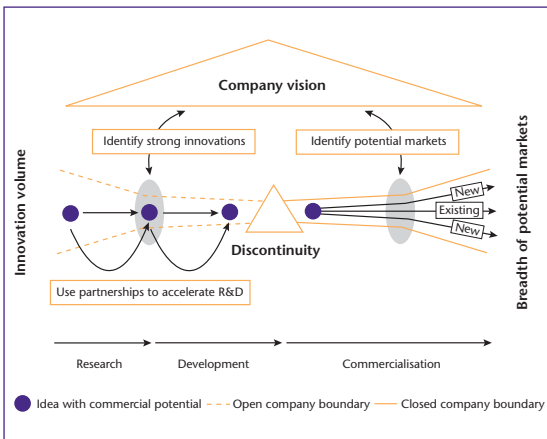 Company vision
Identify strong innovations
Identify potential markets
Innovation volume
New
Existing
New
Discontinuity
Breadth of potential markets
Use partnerships to accelerate R&D
Research
Development
Commercialisation
Idea with commercial potential
Open company boundary
Closed company boundary